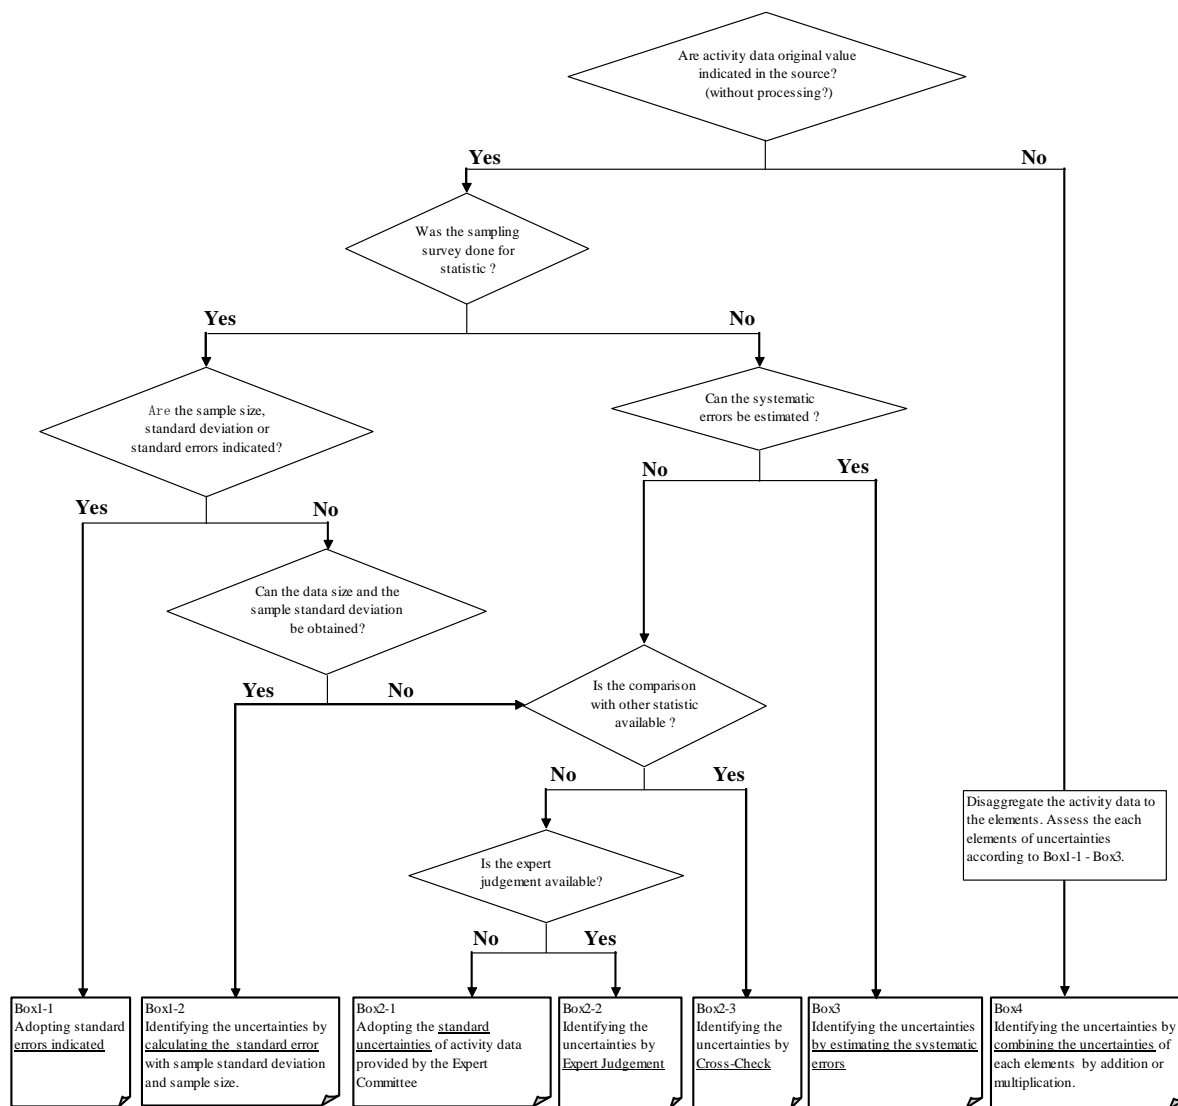 Are activity data original value
indicated in the source?
(without processing?)
Yes
No
Was the sampling
survey done for
statistic ?
Yes
No
Are the sample size,
standard deviation or
standard errors indicated?
Can the systematic
errors be estimated ?
No
Yes
Yes
No
Can the data size and the
sample standard deviation
be obtained?
Yes
No
Is the comparison
with other statistic
available ?
No
Yes
Disaggregate the activity data to
the elements. Assess the each
elements of uncertainties
according to Box1-1 - Box3.
Is the expert
judgement available?
No
Yes
Box1-1
Adopting standard
errors indicated
Box1-2
Identifying the uncertainties by
calculating the standard error
with sample standard deviation
and sample size.
Box2-1
Adopting the standard
uncertainties of activity data
provided by the Expert
Committee
Box2-2
Identifying the
uncertainties by
Expert Judgement
Box2-3
Identifying the
uncertainties by
Cross-Check
Box3
Identifying the uncertainties
by estimating the systematic
errors
Box4
Identifying the uncertainties by
combining the uncertainties of
each elements by addition or
multiplication.